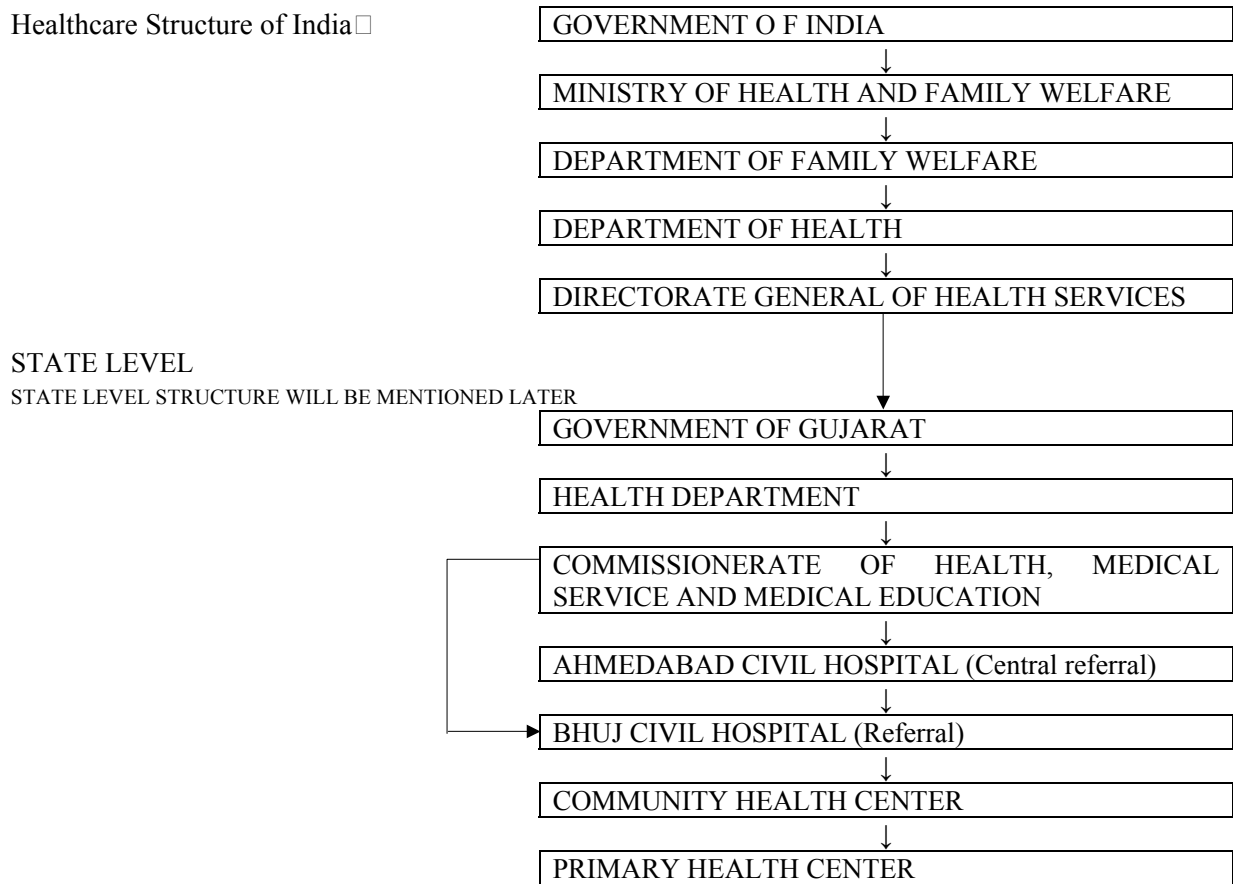 Healthcare Structure of India□
GOVERNMENT O F INDIA
↓
MINISTRY OF HEALTH AND FAMILY WELFARE
↓
DEPARTMENT OF FAMILY WELFARE
↓
DEPARTMENT OF HEALTH
↓
DIRECTORATE GENERAL OF HEALTH SERVICES
STATE LEVEL
STATE LEVEL STRUCTURE WILL BE MENTIONED LATER
GOVERNMENT OF GUJARAT
↓
HEALTH DEPARTMENT
↓
COMMISSIONERATE OF HEALTH, MEDICAL
SERVICE AND MEDICAL EDUCATION
↓
AHMEDABAD CIVIL HOSPITAL (Central referral)
↓
BHUJ CIVIL HOSPITAL (Referral)
↓
COMMUNITY HEALTH CENTER
↓
PRIMARY HEALTH CENTER